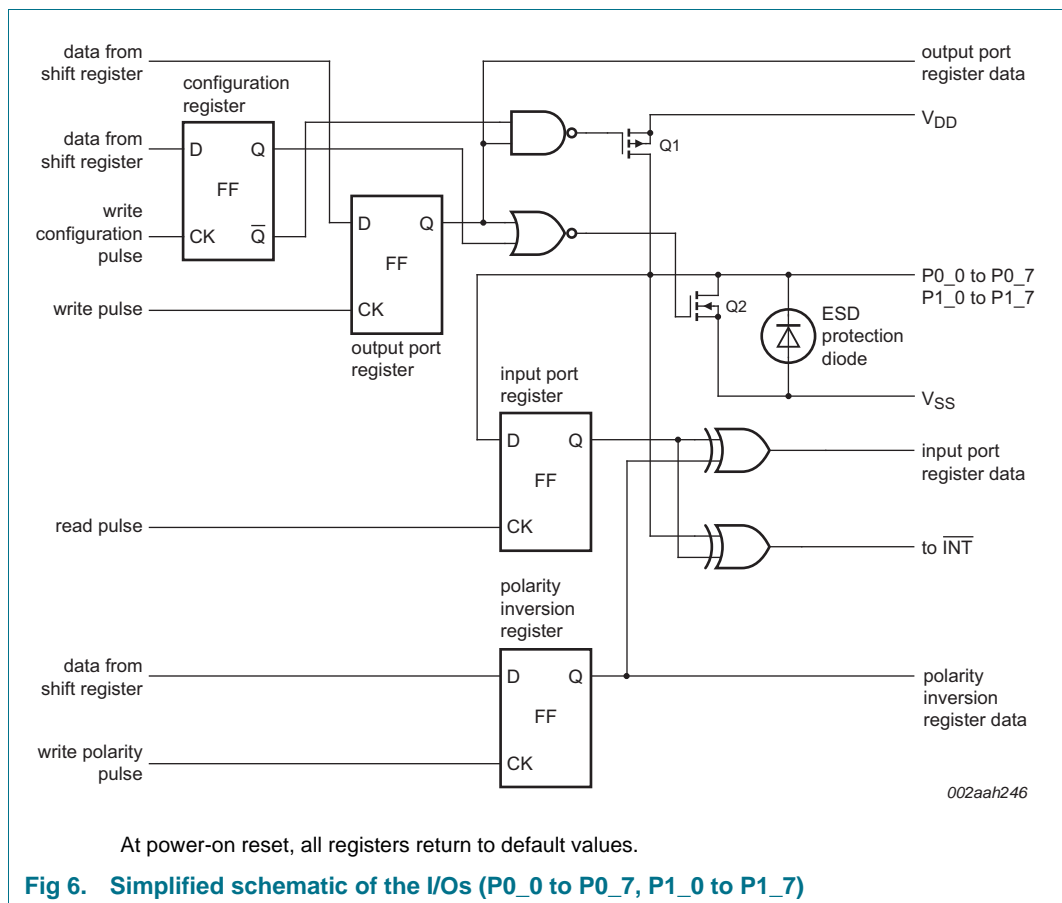 data from
shift register
output port
register data
configuration
register
VDD
Q1
data from
shift register
D
Q
FF
write
configuration
pulse
CK
Q̅
D
Q
FF
CK
write pulse
output port
register
P0_0 to P0_7
P1_0 to P1_7
Q2
ESD
protection
diode
VSS
input port
register
D
Q
FF
CK
input port
register data
read pulse
to I̅N̅T̅
polarity
inversion
register
data from
shift register
D
Q
FF
CK
polarity
inversion
register data
write polarity
pulse
002aah246
At power-on reset, all registers return to default values.
Fig 6. Simplified schematic of the I/Os (P0_0 to P0_7, P1_0 to P1_7)